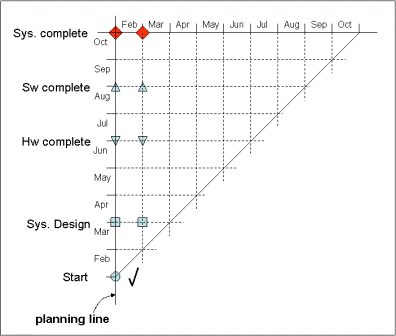 Sys. complete
Feb Mar Apr May Jun Jul Aug Sep Oct
Oct
Sep
Sw complete
Aug
Jul
Hw complete
Jun
May
Apr
Sys. Design
Mar
Feb
Start
planning line